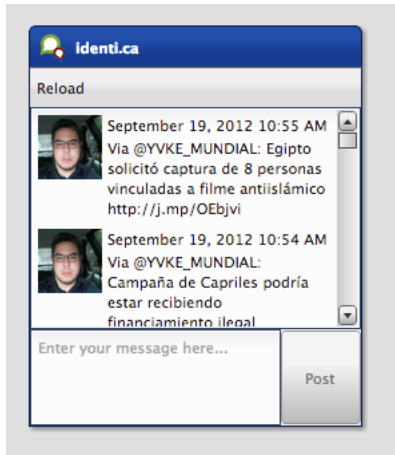 identi.ca
Reload
September 19, 2012 10:55 AM
Via @YVKE_MUNDIAL: Egipto
solicitó captura de 8 personas
vinculadas a filme antiislámico
http://j.mp/OEbjvi
September 19, 2012 10:54 AM
Via @YVKE_MUNDIAL:
Campaña de Capriles podría
estar recibiendo
financiamiento ilegal
Enter your message here...
Post